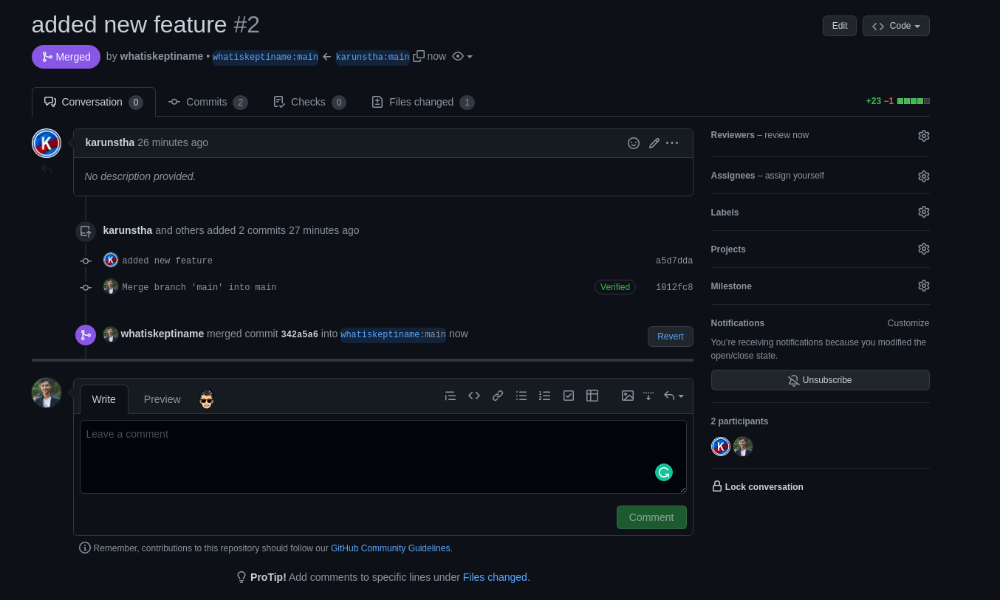 added new feature #2
Edit
Code
Merged
by whatiskeptiname • whatiskeptiname:main ← karunstha:main now
Conversation 0
Commits 2
Checks 0
Files changed 1
+23 −1
K
karunstha 26 minutes ago
No description provided.
karunstha and others added 2 commits 27 minutes ago
K added new feature a5d7dda
Merge branch 'main' into main Verified 1012fc8
whatiskeptiname merged commit 342a5a6 into whatiskeptiname:main now
Revert
Write
Preview
Leave a comment
Comment
Remember, contributions to this repository should follow our GitHub Community Guidelines.
ProTip! Add comments to specific lines under Files changed.
Reviewers – review now
Assignees – assign yourself
Labels
Projects
Milestone
Notifications
Customize
You’re receiving notifications because you modified the
open/close state.
Unsubscribe
2 participants
K
Lock conversation